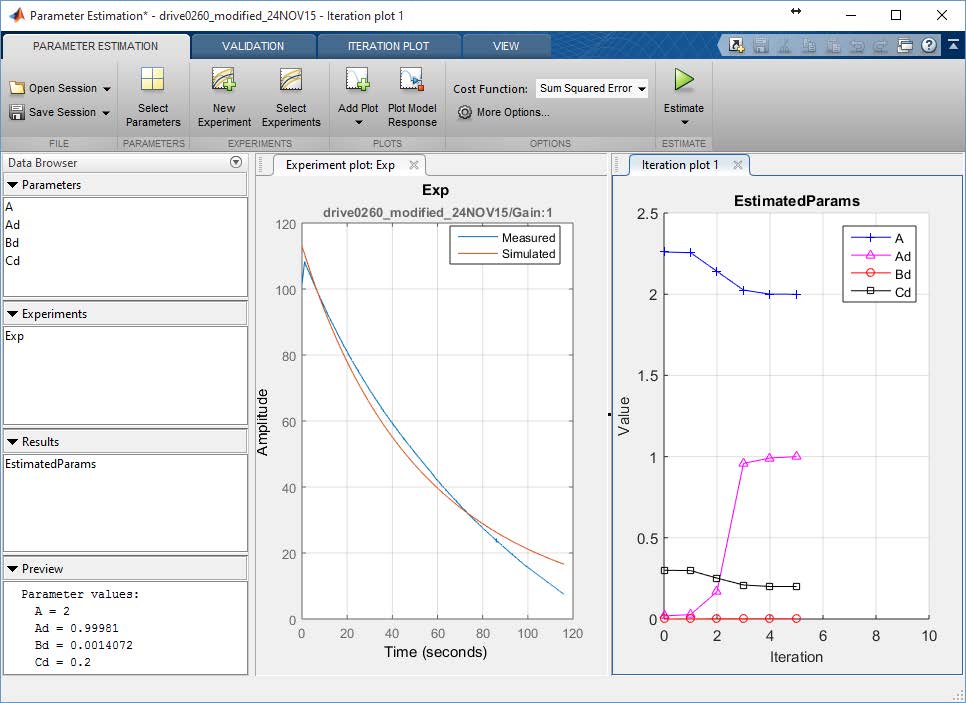 Parameter Estimation* - drive0260_modified_24NOV15 - Iteration plot 1
PARAMETER ESTIMATION VALIDATION ITERATION PLOT VIEW
Open Session
Save Session
FILE
Select
Parameters
PARAMETERS
New
Experiment
Select
Experiments
EXPERIMENTS
Add Plot
Plot Model
Response
PLOTS
Cost Function: Sum Squared Error
More Options...
OPTIONS
Estimate
ESTIMATE
Data Browser
Parameters
A
Ad
Bd
Cd
Experiments
Exp
Results
EstimatedParams
Preview
Parameter values:
A = 2
Ad = 0.99981
Bd = 0.0014072
Cd = 0.2
Experiment plot: Exp
Exp
drive0260_modified_24NOV15/Gain:1
Measured
Simulated
120
100
80
60
40
20
0
Amplitude
0 20 40 60 80 100 120
Time (seconds)
Iteration plot 1
EstimatedParams
A
Ad
Bd
Cd
2.5
2
1.5
1
0.5
0
Value
0 2 4 6 8 10
Iteration